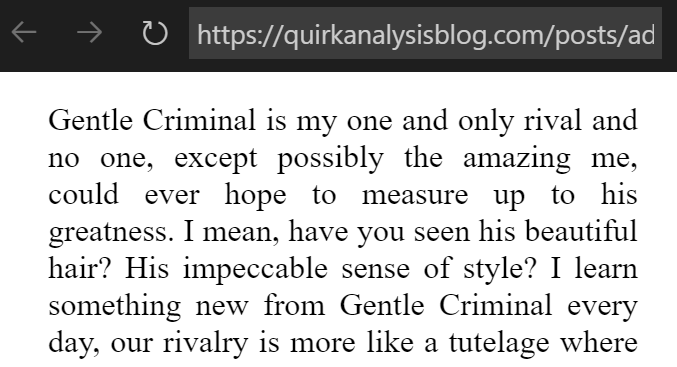 https://quirkanalysisblog.com/posts/ad
Gentle Criminal is my one and only rival and
no one, except possibly the amazing me,
could ever hope to measure up to his
greatness. I mean, have you seen his beautiful
hair? His impeccable sense of style? I learn
something new from Gentle Criminal every
day, our rivalry is more like a tutelage where